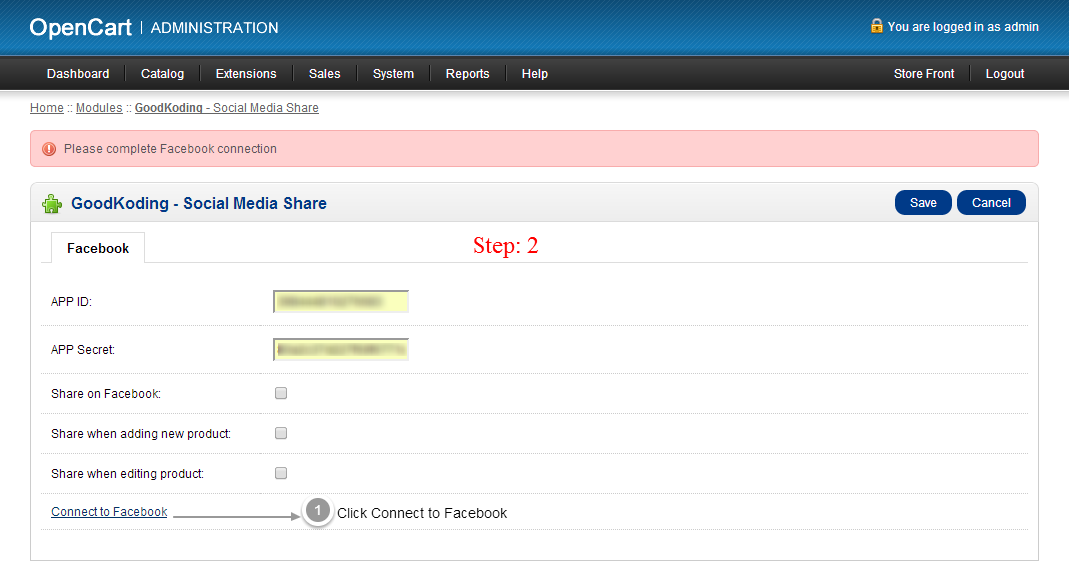 OpenCart | ADMINISTRATION
You are logged in as admin
Dashboard Catalog Extensions Sales System Reports Help Store Front Logout
Home :: Modules :: GoodKoding - Social Media Share
Please complete Facebook connection
GoodKoding - Social Media Share Save Cancel
Facebook
Step: 2
APP ID:
APP Secret:
Share on Facebook:
Share when adding new product:
Share when editing product:
Connect to Facebook 1 Click Connect to Facebook